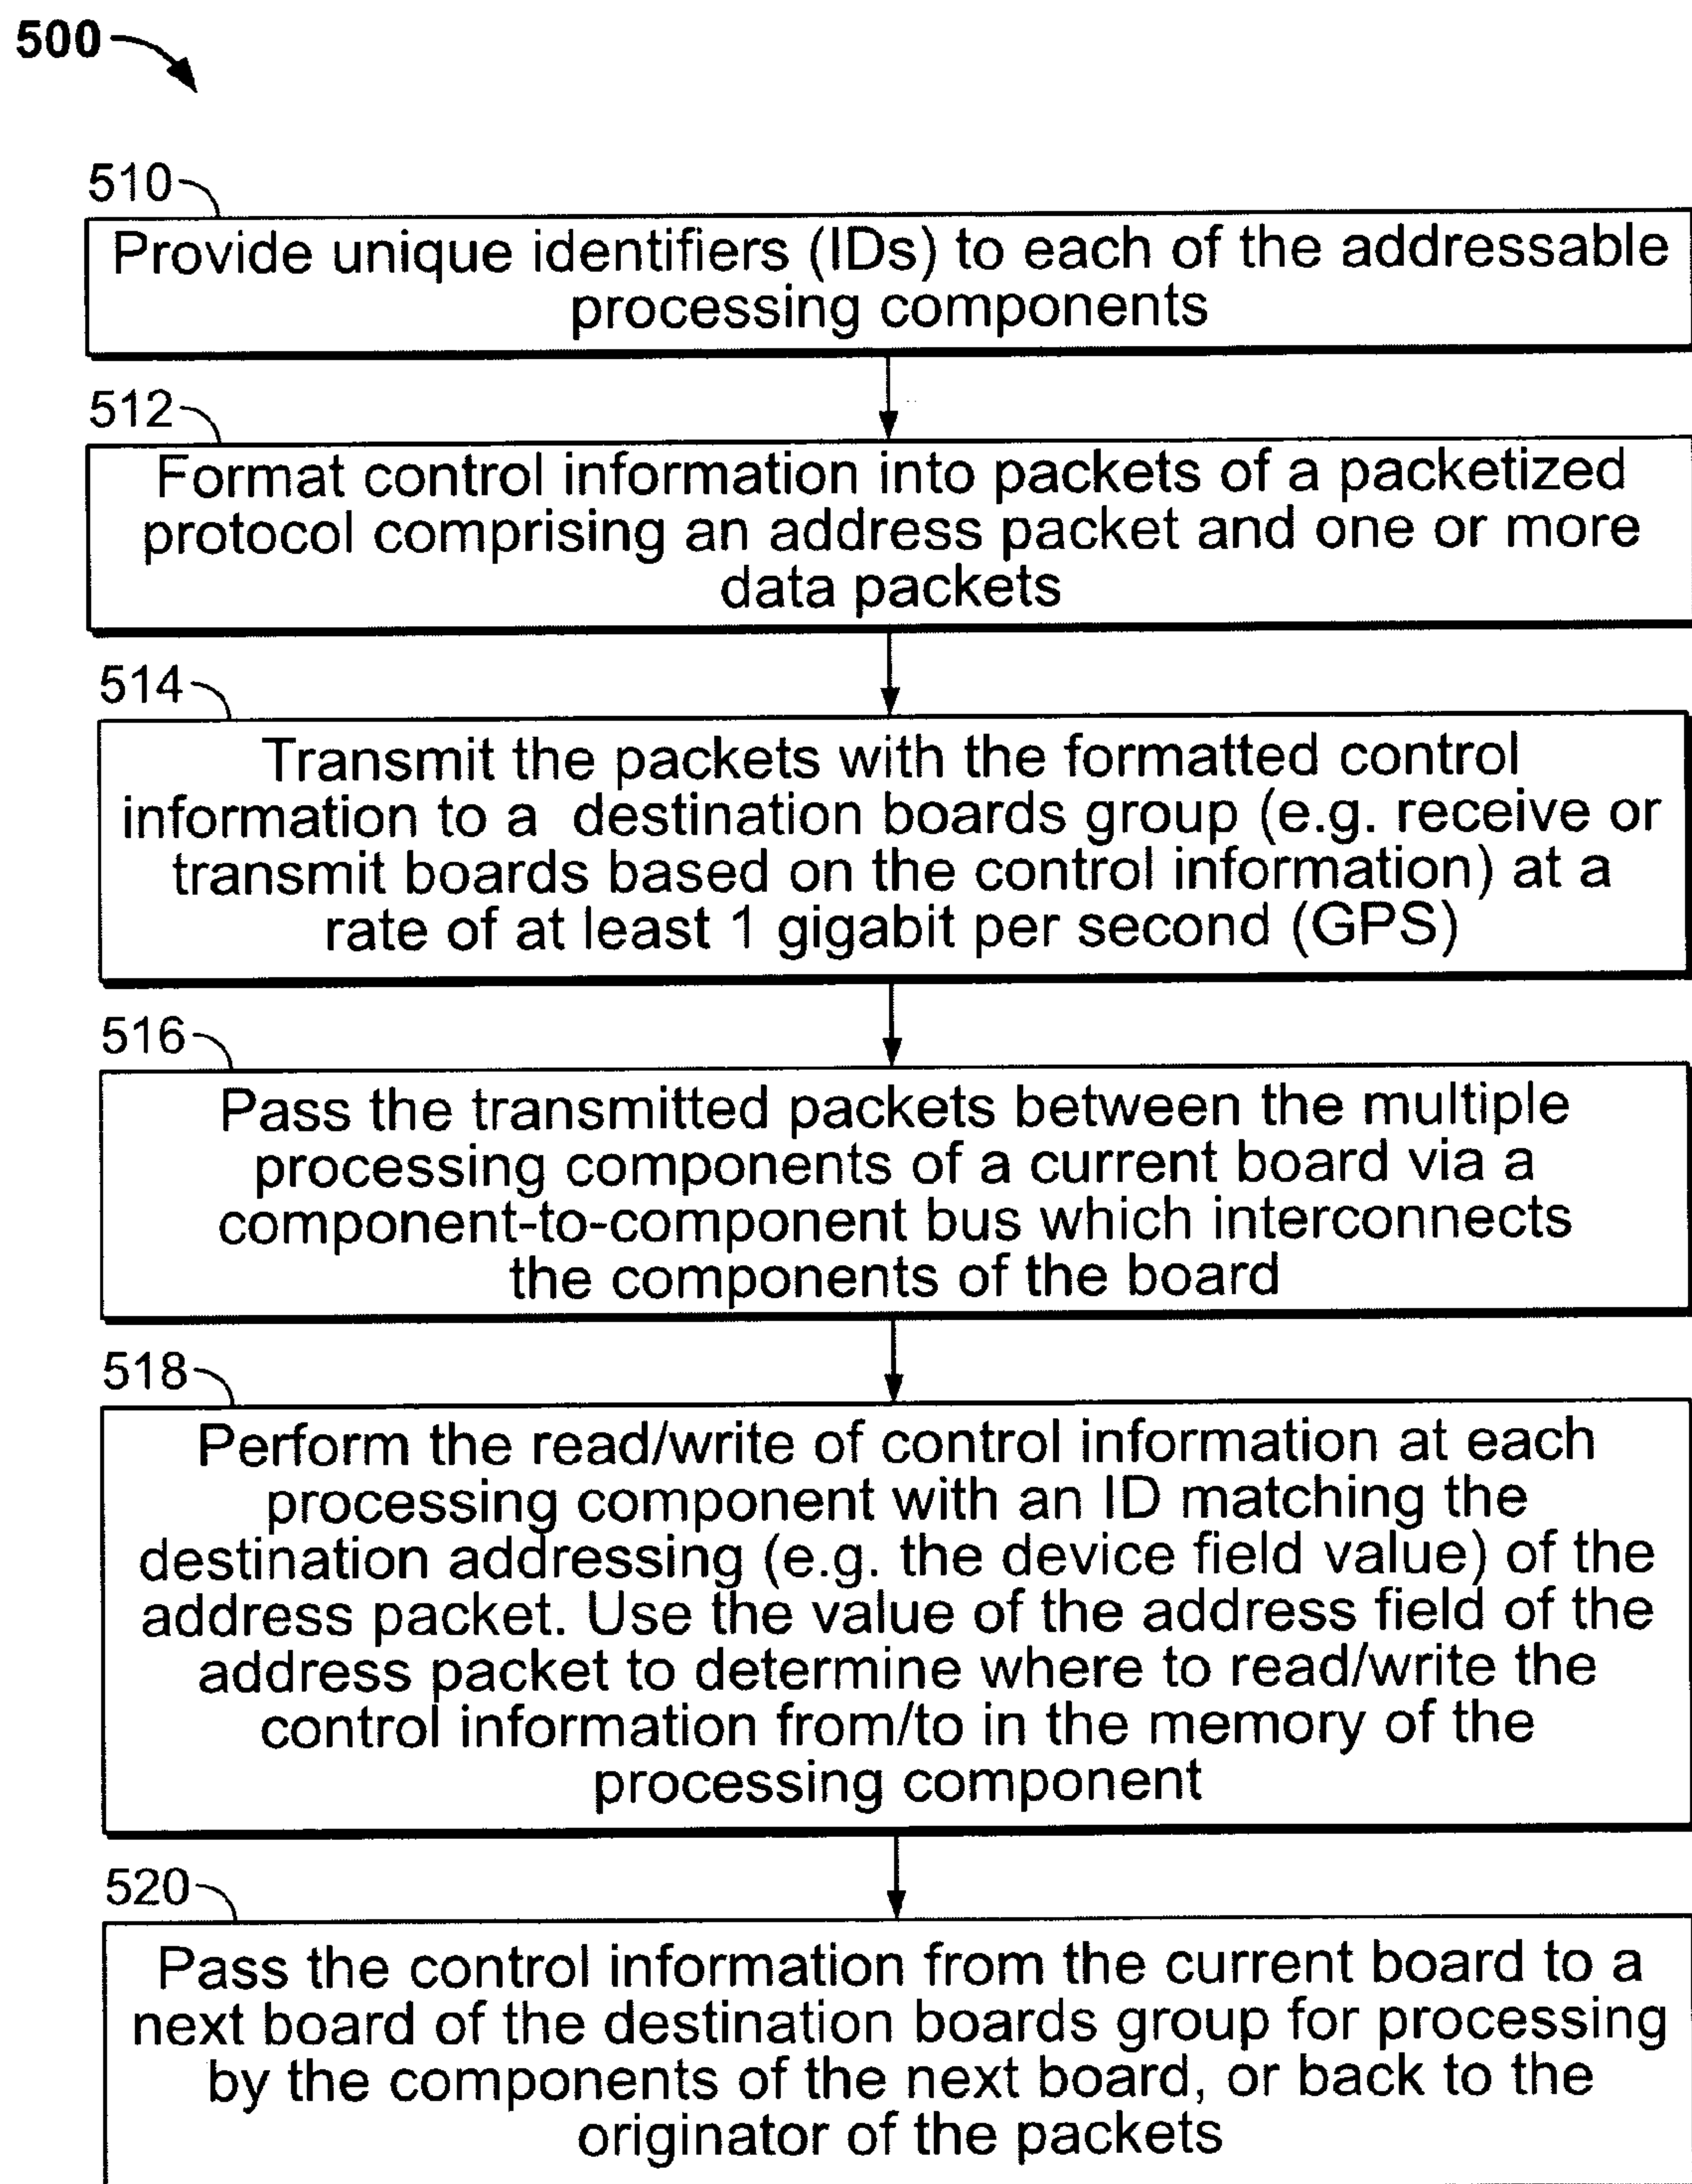 500
510
Provide unique identifiers (IDs) to each of the addressable
processing components
512
Format control information into packets of a packetized
protocol comprising an address packet and one or more
data packets
514
Transmit the packets with the formatted control
information to a destination boards group (e.g. receive or
transmit boards based on the control information) at a
rate of at least 1 gigabit per second (GPS)
516
Pass the transmitted packets between the multiple
processing components of a current board via a
component-to-component bus which interconnects
the components of the board
518
Perform the read/write of control information at each
processing component with an ID matching the
destination addressing (e.g. the device field value) of the
address packet. Use the value of the address field of the
address packet to determine where to read/write the
control information from/to in the memory of the
processing component
520
Pass the control information from the current board to a
next board of the destination boards group for processing
by the components of the next board, or back to the
originator of the packets